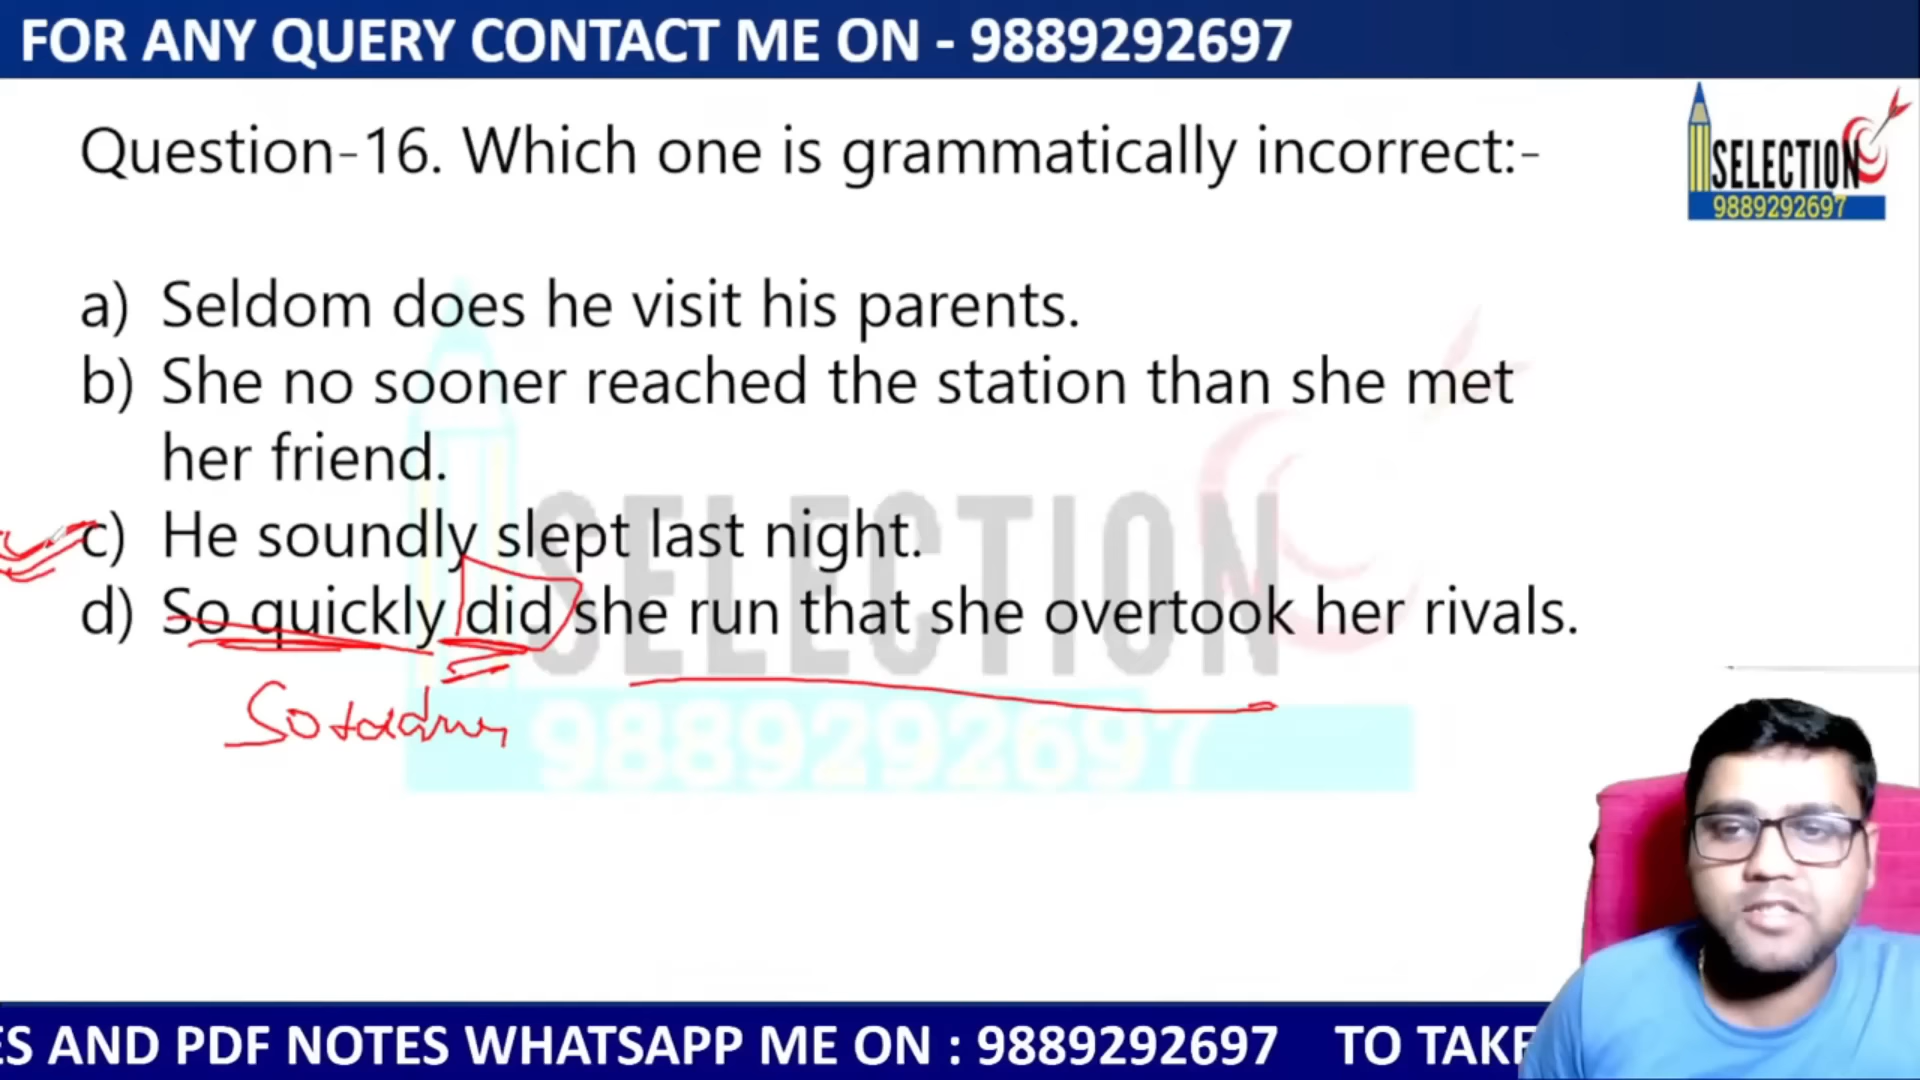 FOR ANY QUERY CONTACT ME ON - 9889292697
SELECTION
9889292697
Question-16. Which one is grammatically incorrect:-
a) Seldom does he visit his parents.
b) She no sooner reached the station than she met
her friend.
c) He soundly slept last night.
d) So quickly did she run that she overtook her rivals.
So
SELECTION
9889292697
ES AND PDF NOTES WHATSAPP ME ON : 9889292697 TO TAKE